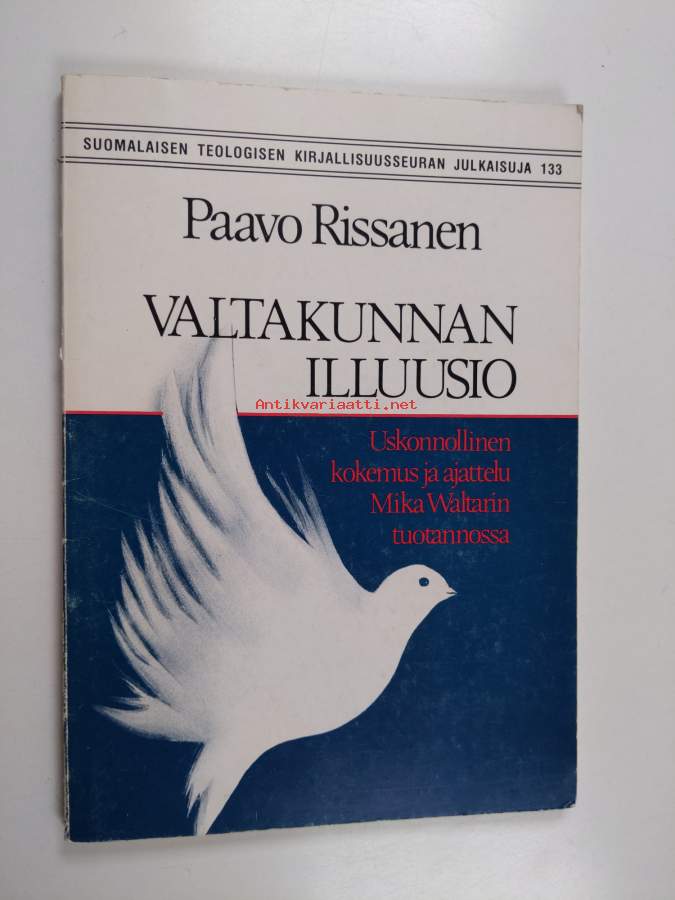 SUOMALAISEN TEOLOGISEN KIRJALLISUUSSEURAN JULKAISUJA 133
Paavo Rissanen
VALTAKUNNAN
ILLUUSIO
Antikvariaatti.net
Uskonnollinen
kokemus ja ajattelu
Mika Waltarin
tuotannossa